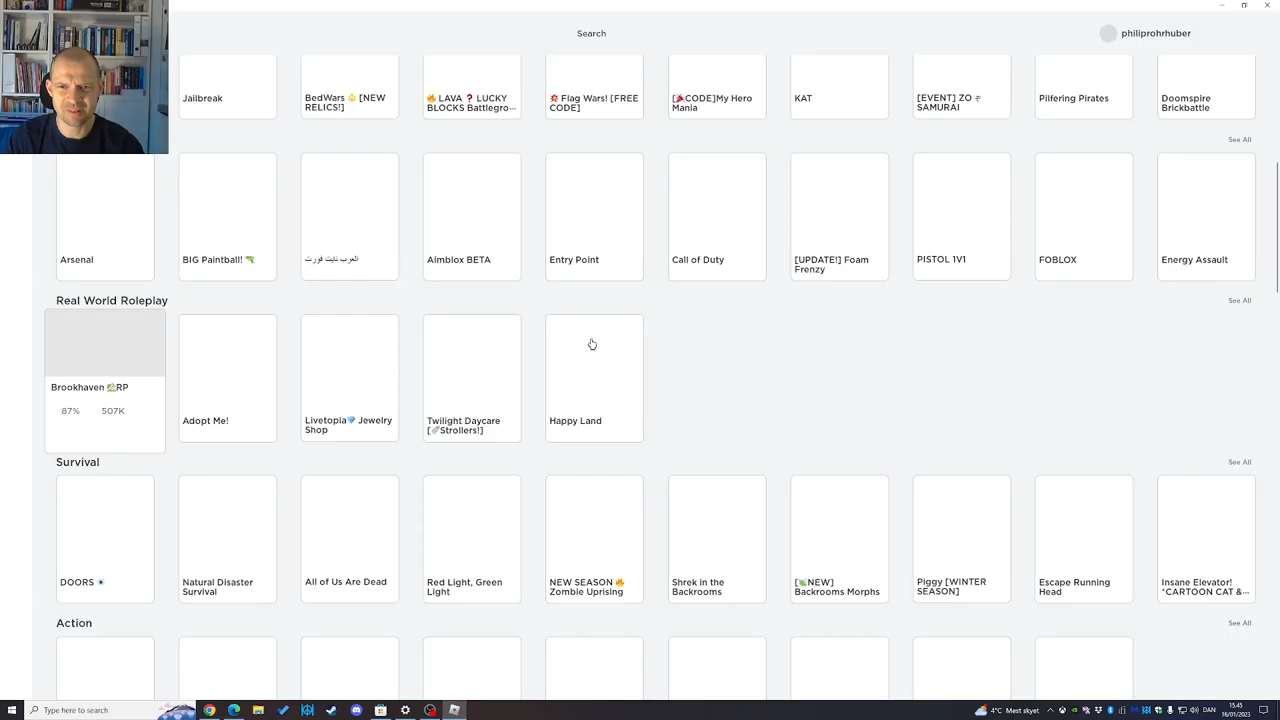 Search
philiprohrhuber
Jailbreak
BedWars 👑 [NEW
RELICS!]
🔥 LAVA ❓ LUCKY
BLOCKS Battlegro...
💥 Flag Wars! [FREE
CODE]
[🎉CODE]My Hero
Mania
KAT
[EVENT] ZO
SAMURAI
Pilfering Pirates
Doomspire
Brickbattle
See All
Arsenal
BIG Paintball! 🔫
العرب نايت فورت
Aimblox BETA
Entry Point
Call of Duty
[UPDATE!] Foam
Frenzy
PISTOL 1V1
FOBLOX
Energy Assault
Real World Roleplay
See All
Brookhaven 🏡RP
87% 507K
Adopt Me!
Livetopia💎 Jewelry
Shop
Twilight Daycare
[🍼Strollers!]
Happy Land
Survival
See All
DOORS 👁
Natural Disaster
Survival
All of Us Are Dead
Red Light, Green
Light
NEW SEASON 🔥
Zombie Uprising
Shrek in the
Backrooms
[NEW]
Backrooms Morphs
Piggy [WINTER
SEASON]
Escape Running
Head
Insane Elevator!
*CARTOON CAT &...
Action
See All
Type here to search
4°C Mest skyet
DAN
15.45
16/01/2023